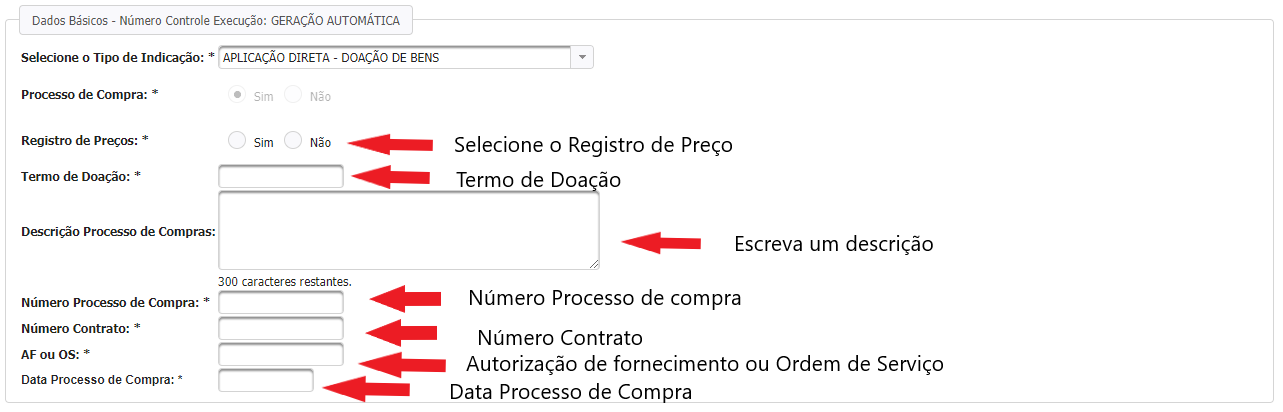 Dados Básicos - Número Controle Execução: GERAÇÃO AUTOMÁTICA
Selecione o Tipo de Indicação: * APLICAÇÃO DIRETA - DOAÇÃO DE BENS
Processo de Compra: * Sim Não
Registro de Preços: * Sim Não Selecione o Registro de Preço
Termo de Doação: * Termo de Doação
Descrição Processo de Compras: Escreva um descrição
300 caracteres restantes.
Número Processo de Compra: * Número Processo de compra
Número Contrato: * Número Contrato
AF ou OS: * Autorização de fornecimento ou Ordem de Serviço
Data Processo de Compra: * Data Processo de Compra